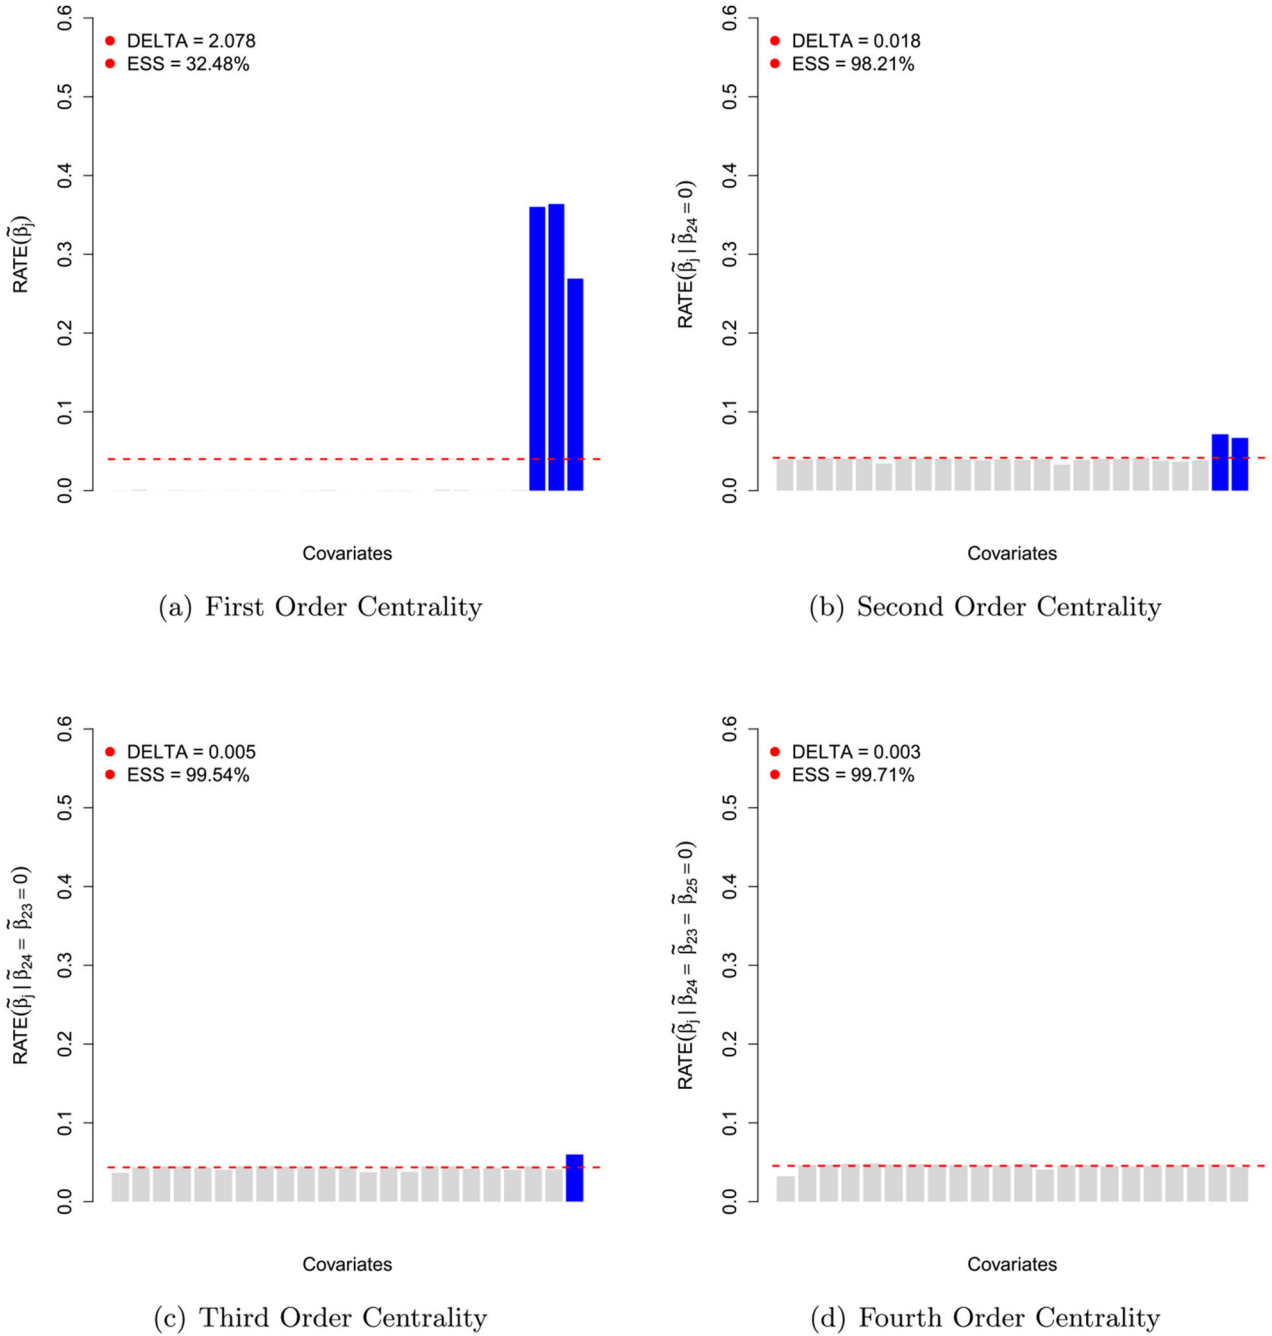 DELTA = 2.078
ESS = 32.48%
0.6
0.5
0.4
0.3
0.2
0.1
0.0
RATE(β̃j)
Covariates
(a) First Order Centrality
DELTA = 0.018
ESS = 98.21%
0.6
0.5
0.4
0.3
0.2
0.1
0.0
RATE(β̃j | β̃24 = 0)
Covariates
(b) Second Order Centrality
DELTA = 0.005
ESS = 99.54%
0.6
0.5
0.4
0.3
0.2
0.1
0.0
RATE(β̃j | β̃24 = β̃23 = 0)
Covariates
(c) Third Order Centrality
DELTA = 0.003
ESS = 99.71%
0.6
0.5
0.4
0.3
0.2
0.1
0.0
RATE(β̃j | β̃24 = β̃23 = β̃25 = 0)
Covariates
(d) Fourth Order Centrality